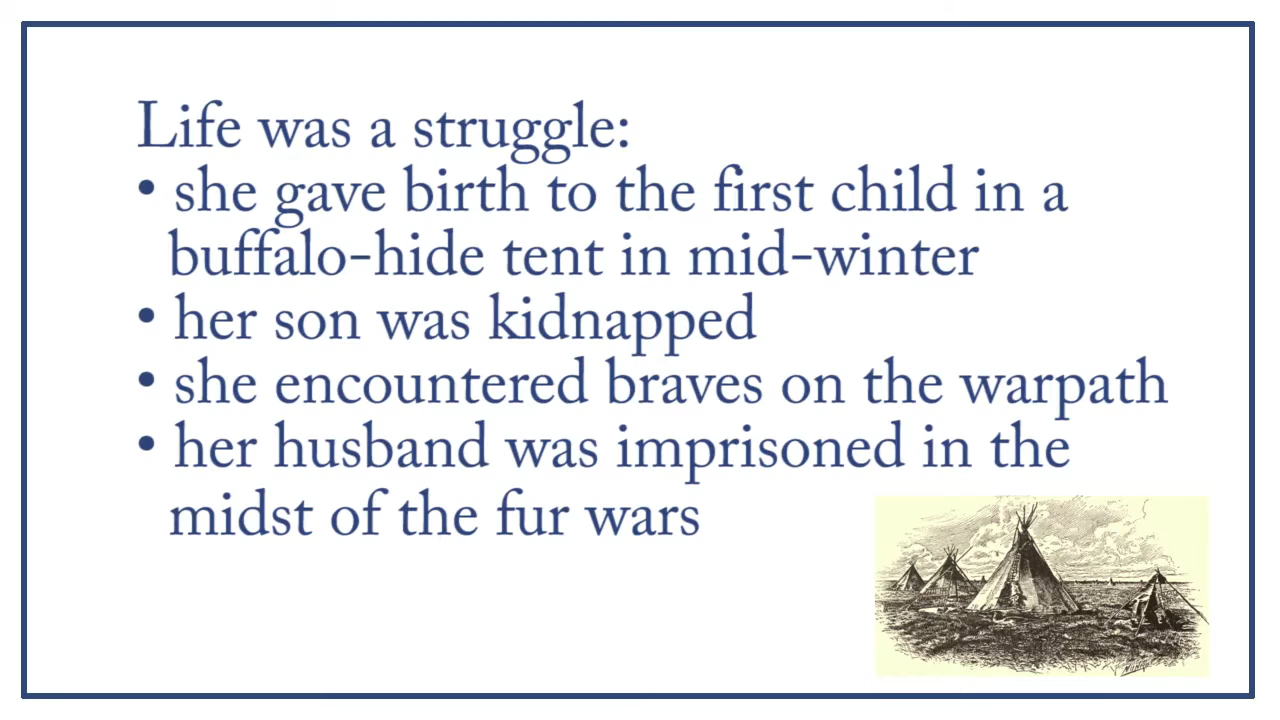 Life was a struggle:
• she gave birth to the first child in a
buffalo-hide tent in mid-winter
• her son was kidnapped
• she encountered braves on the warpath
• her husband was imprisoned in the
midst of the fur wars